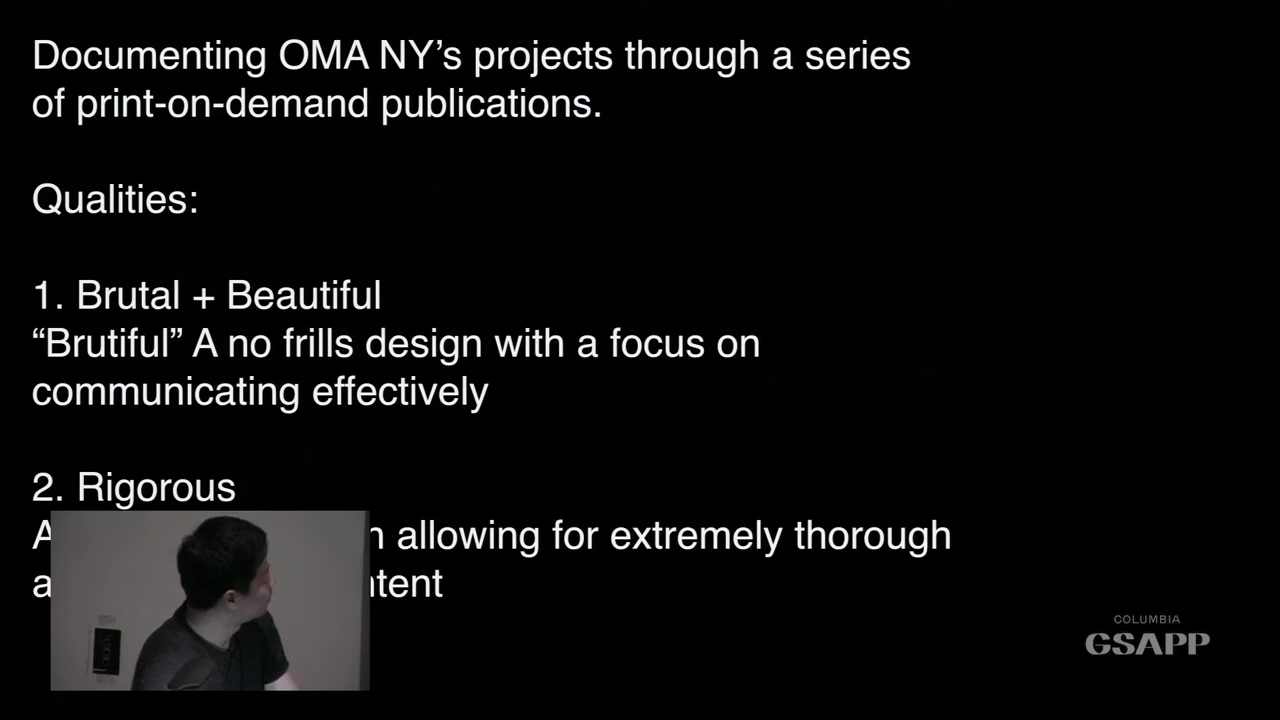 Documenting OMA NY’s projects through a series
of print-on-demand publications.
Qualities:
1. Brutal + Beautiful
“Brutiful” A no frills design with a focus on
communicating effectively
2. Rigorous
allowing for extremely thorough
COLUMBIA
GSAPP